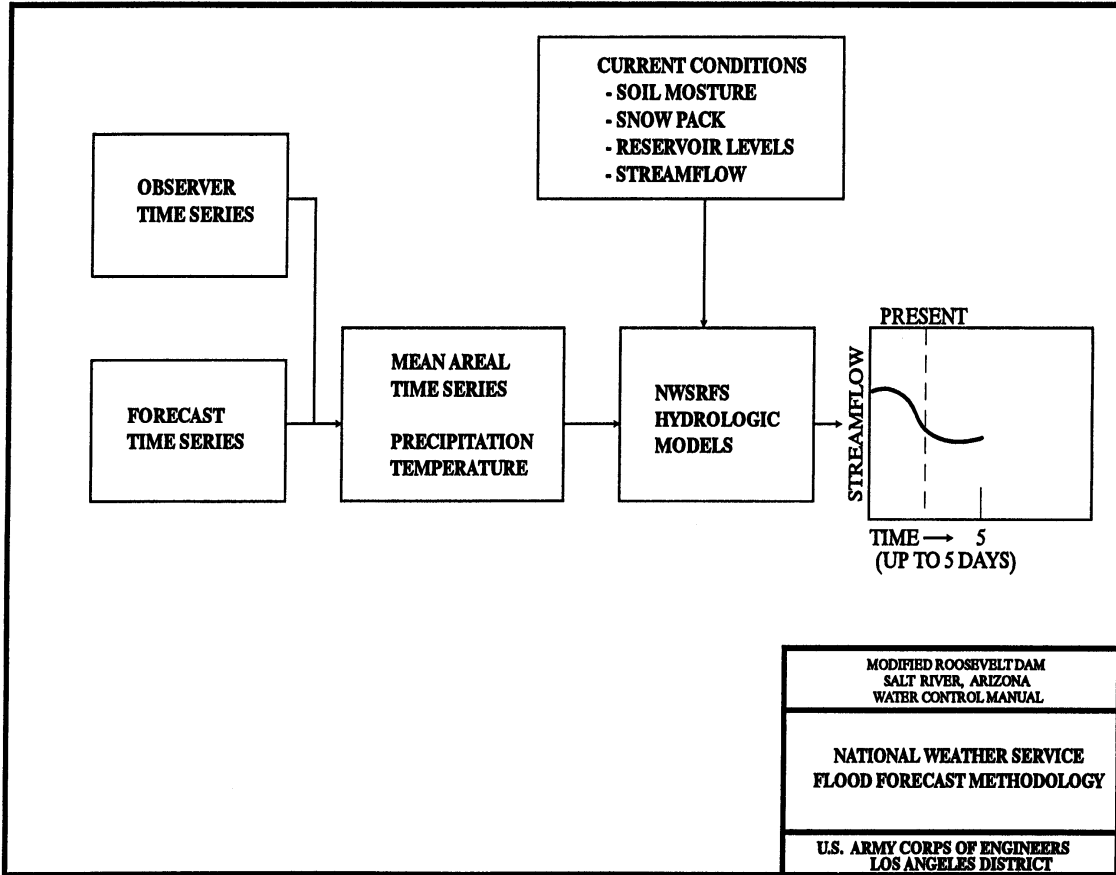 CURRENT CONDITIONS
- SOIL MOSTURE
- SNOW PACK
- RESERVOIR LEVELS
- STREAMFLOW
OBSERVER
TIME SERIES
FORECAST
TIME SERIES
MEAN AREAL
TIME SERIES
PRECIPITATION
TEMPERATURE
NWSRFS
HYDROLOGIC
MODELS
PRESENT
STREAMFLOW
TIME → 5
(UP TO 5 DAYS)
MODIFIED ROOSEVELT DAM
SALT RIVER, ARIZONA
WATER CONTROL MANUAL
NATIONAL WEATHER SERVICE
FLOOD FORECAST METHODOLOGY
U.S. ARMY CORPS OF ENGINEERS
LOS ANGELES DISTRICT